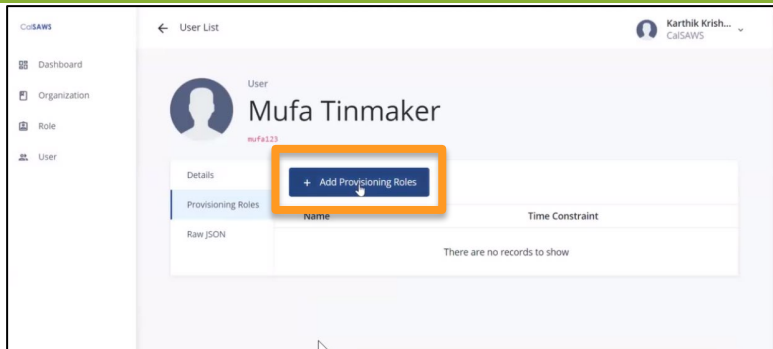 CalSAWS
← User List
Karthik Krish...
CalSAWS
Dashboard
Organization
Role
User
User
Mufa Tinmaker
mufa123
Details
Provisioning Roles
Raw JSON
+ Add Provisioning Roles
Name Time Constraint
There are no records to show